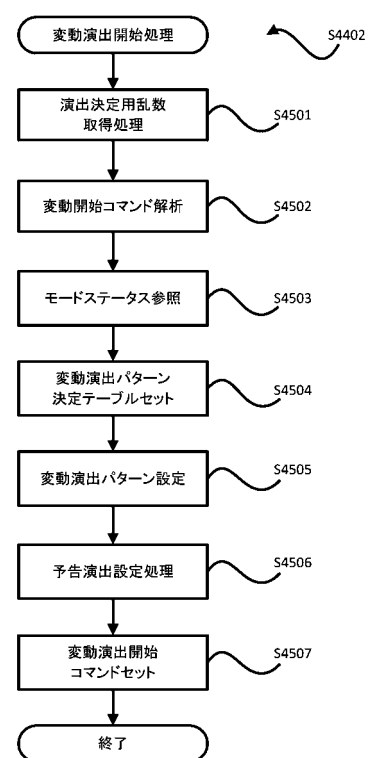 変動演出開始処理
S4402
演出決定用乱数
取得処理
S4501
変動開始コマンド解析
S4502
モードステータス参照
S4503
変動演出パターン
決定テーブルセット
S4504
変動演出パターン設定
S4505
予告演出設定処理
S4506
変動演出開始
コマンドセット
S4507
終了